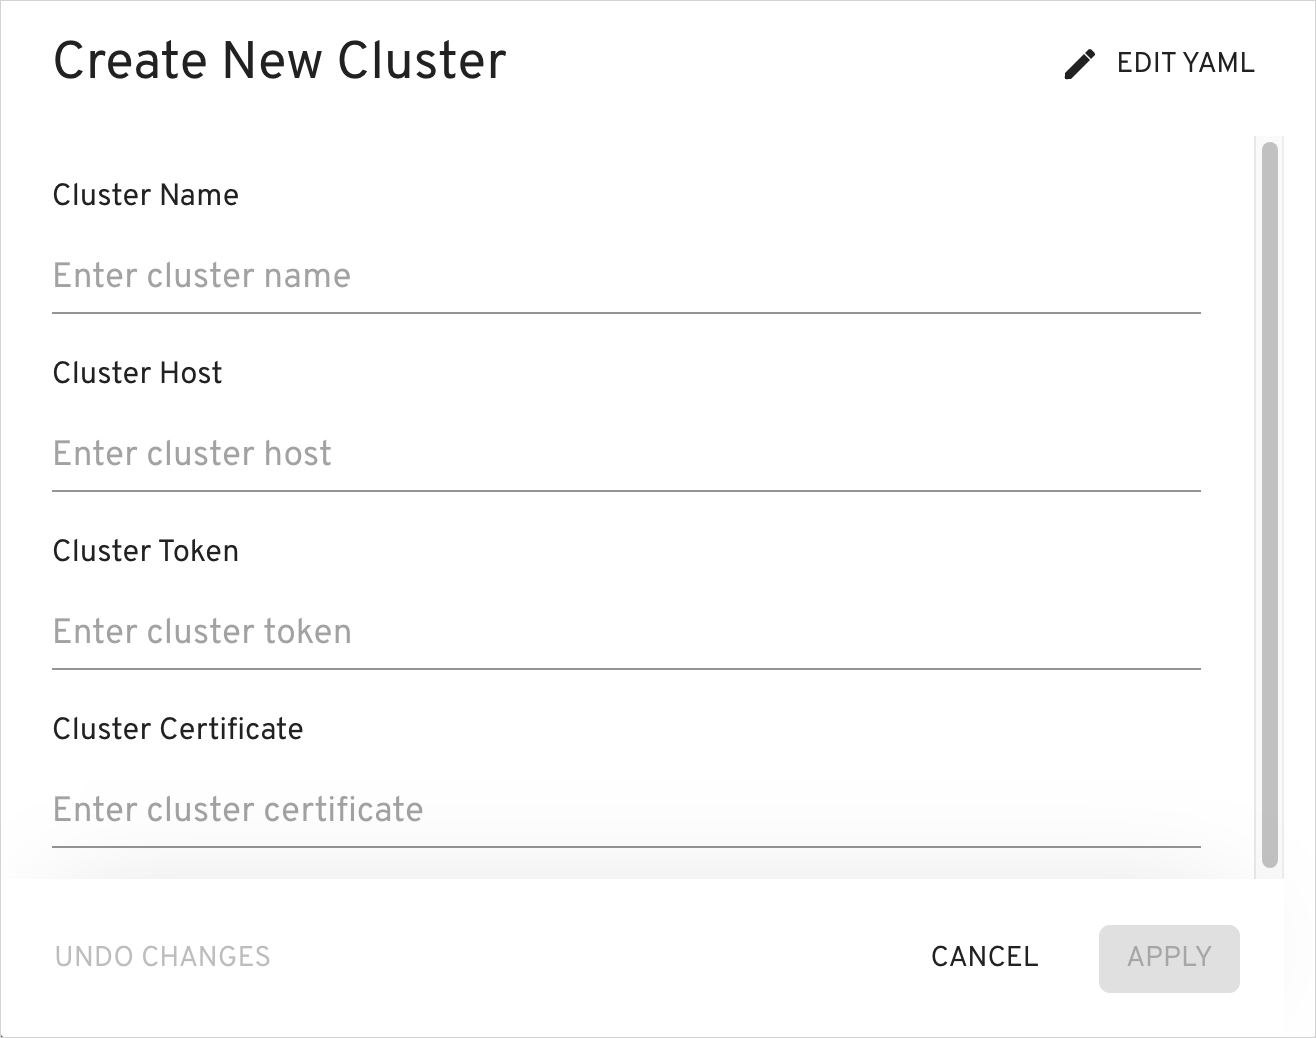 Create New Cluster
EDIT YAML
Cluster Name
Enter cluster name
Cluster Host
Enter cluster host
Cluster Token
Enter cluster token
Cluster Certificate
Enter cluster certificate
UNDO CHANGES
CANCEL
APPLY